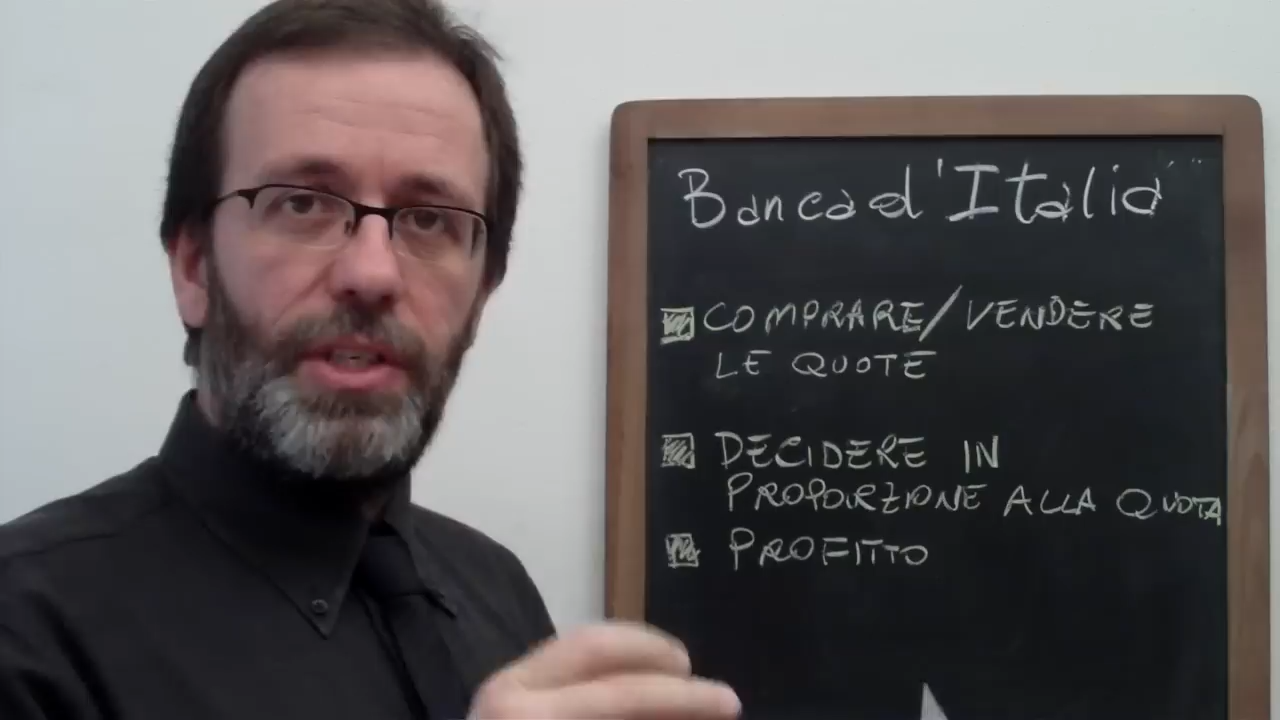 Banca d'Italia
COMPRARE/VENDERE
LE QUOTE
DECIDERE IN
PROPORZIONE ALLA QUOTA
PROFITTO